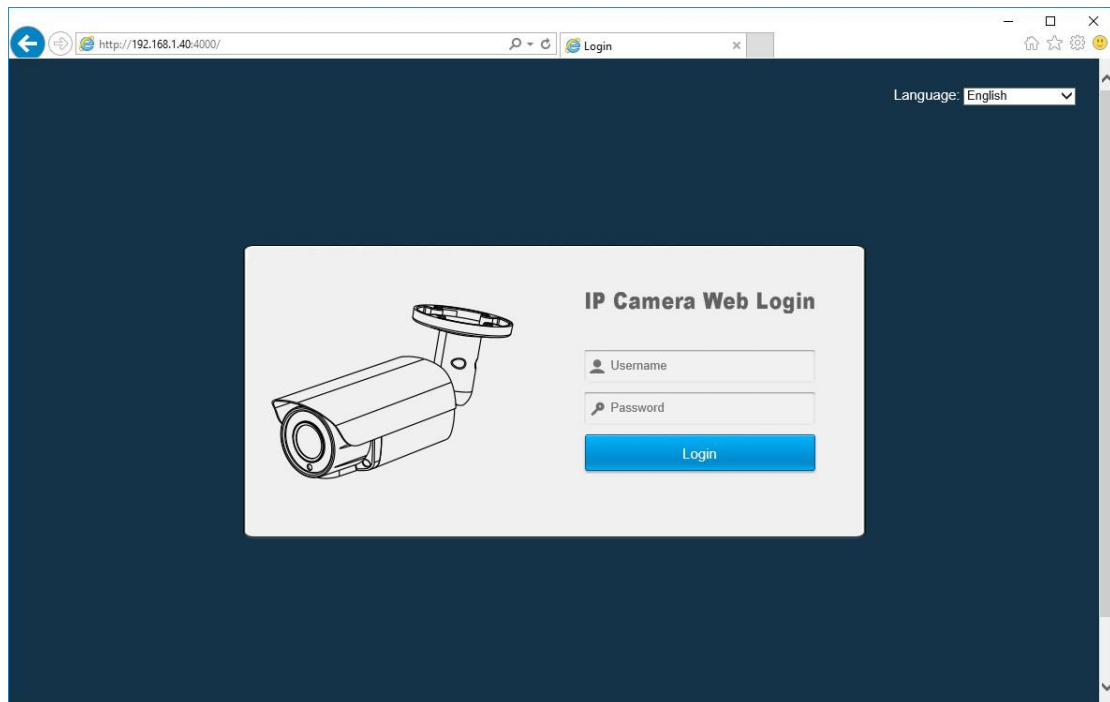 http://192.168.1.40:4000/
Login
Language: English
IP Camera Web Login
Username
Password
Login